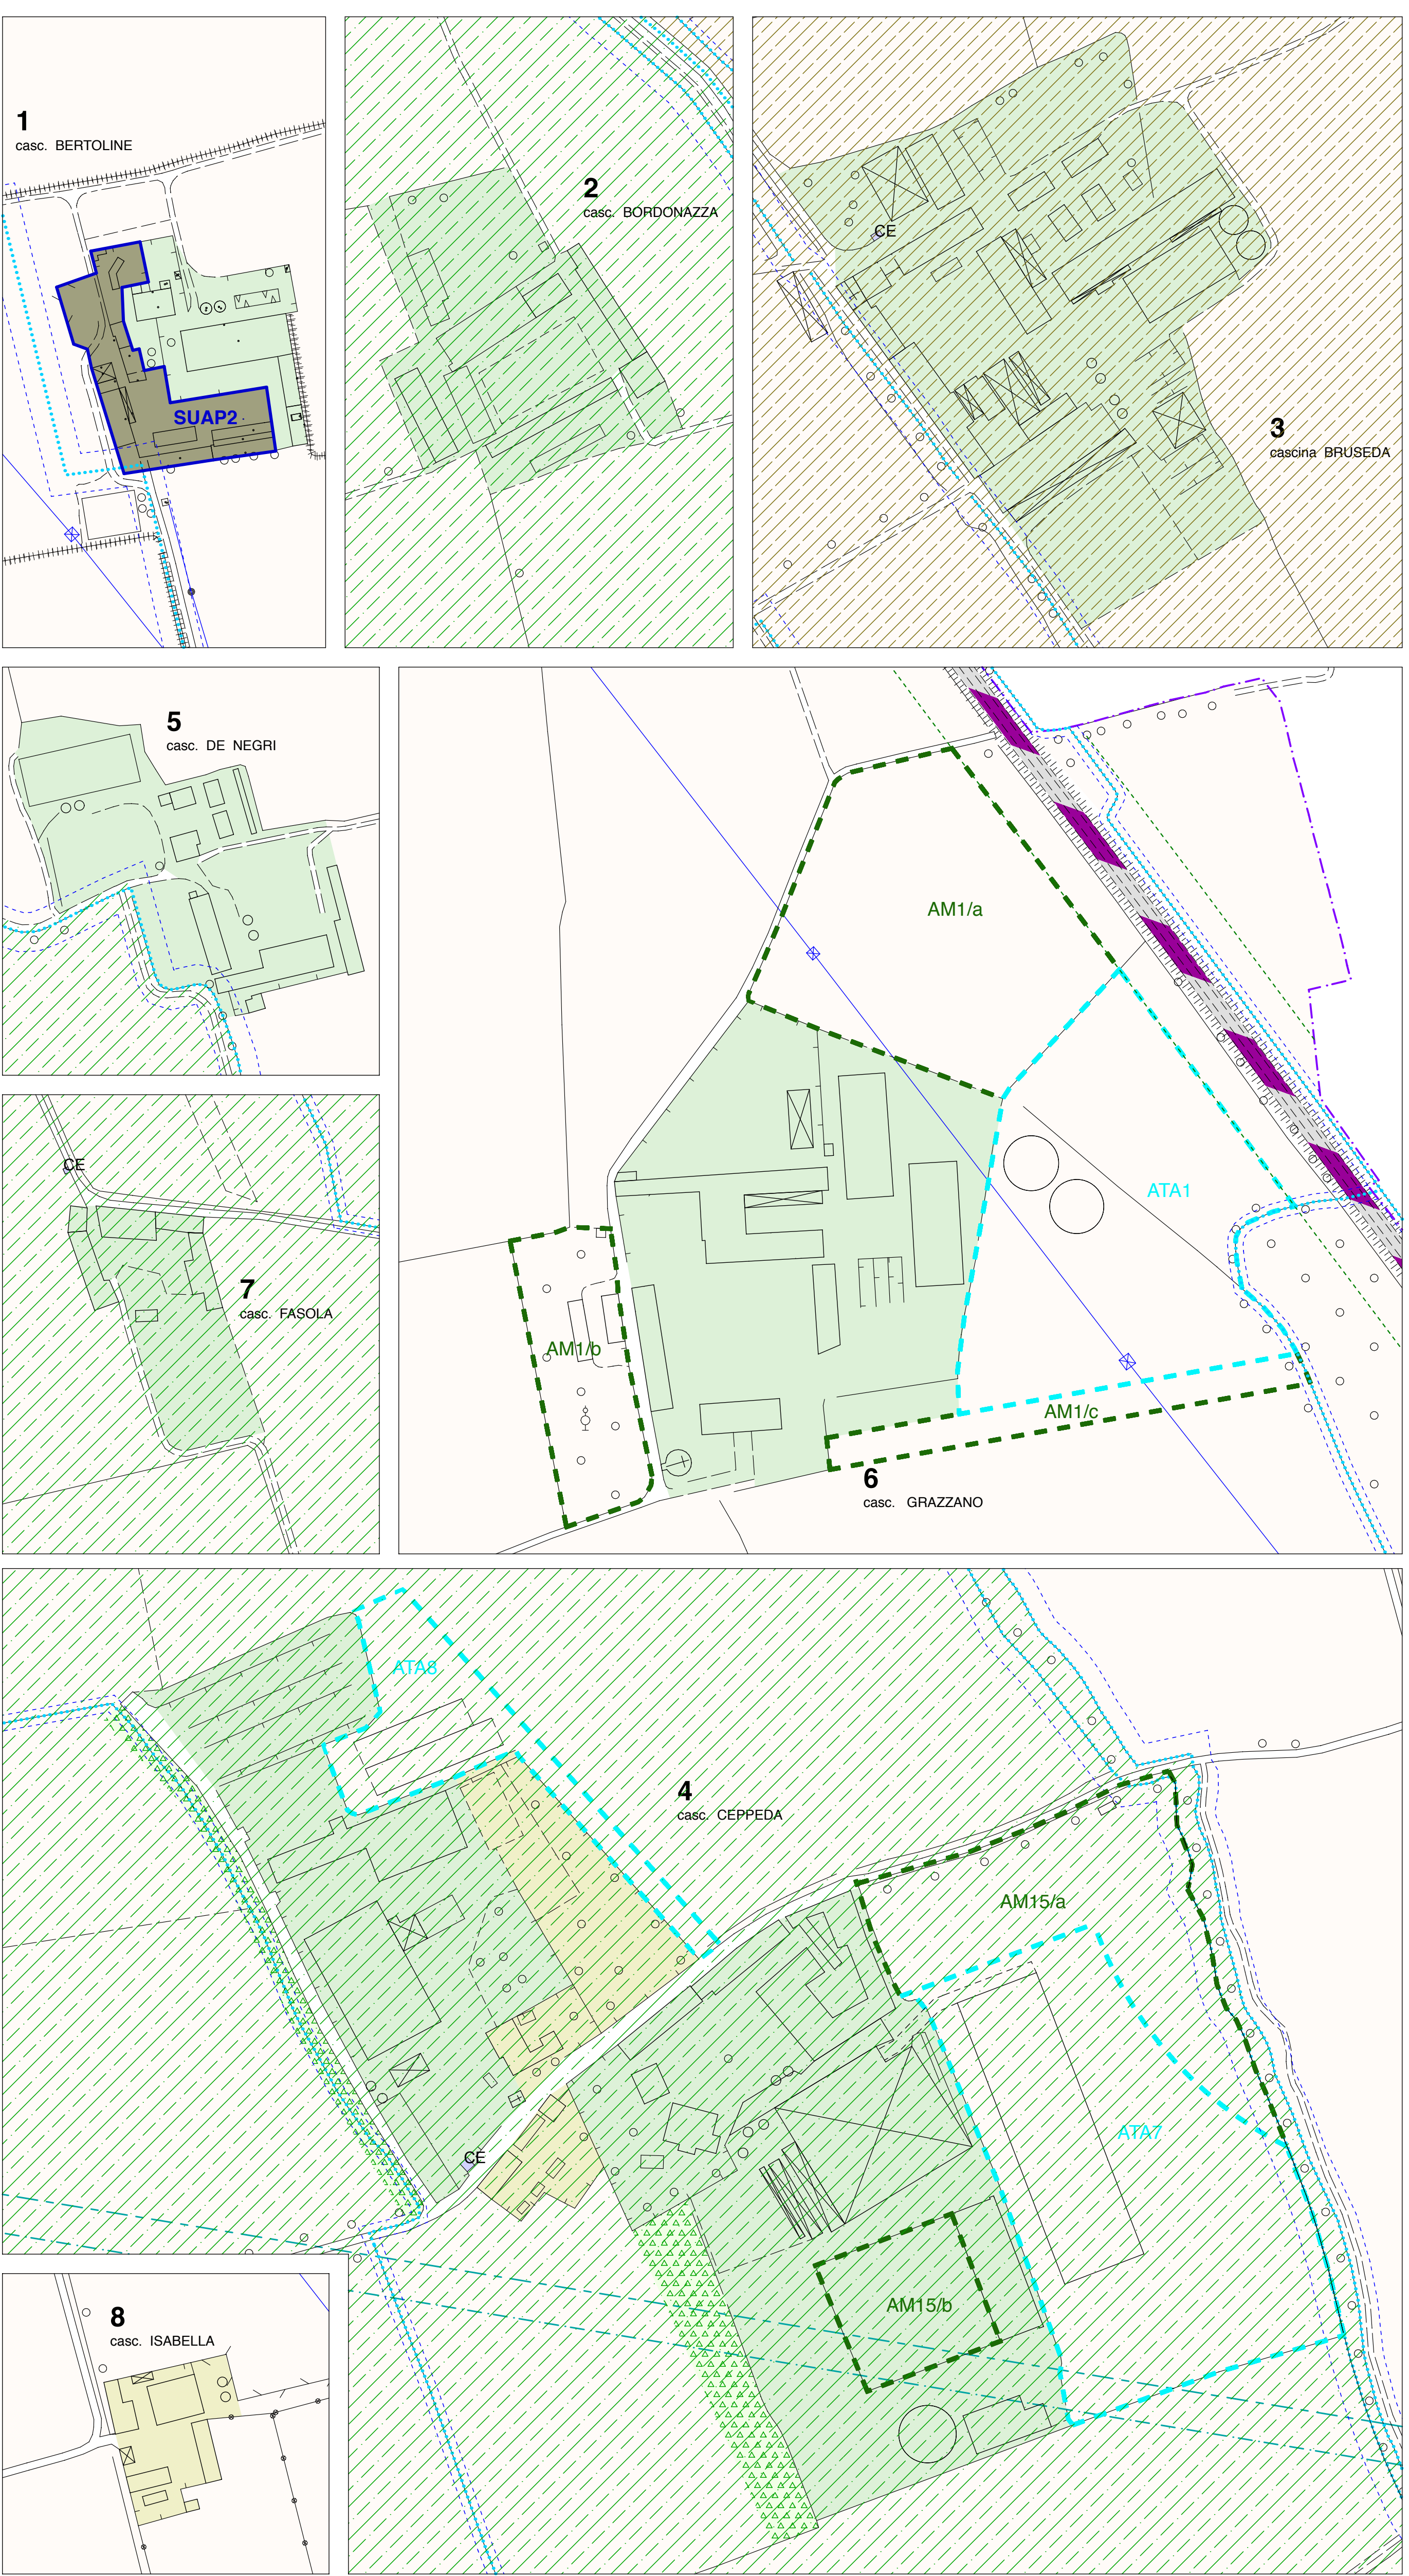 1
casc. BERTOLINE
SUAP2
2
casc. BORDONAZZA
CE
3
cascina BRUSEDA
5
casc. DE NEGRI
AM1/a
ATA1
AM1/b
AM1/c
6
casc. GRAZZANO
CE
7
casc. FASOLA
ATA8
4
casc. CEPPEDA
AM15/a
ATA7
CE
AM15/b
8
casc. ISABELLA